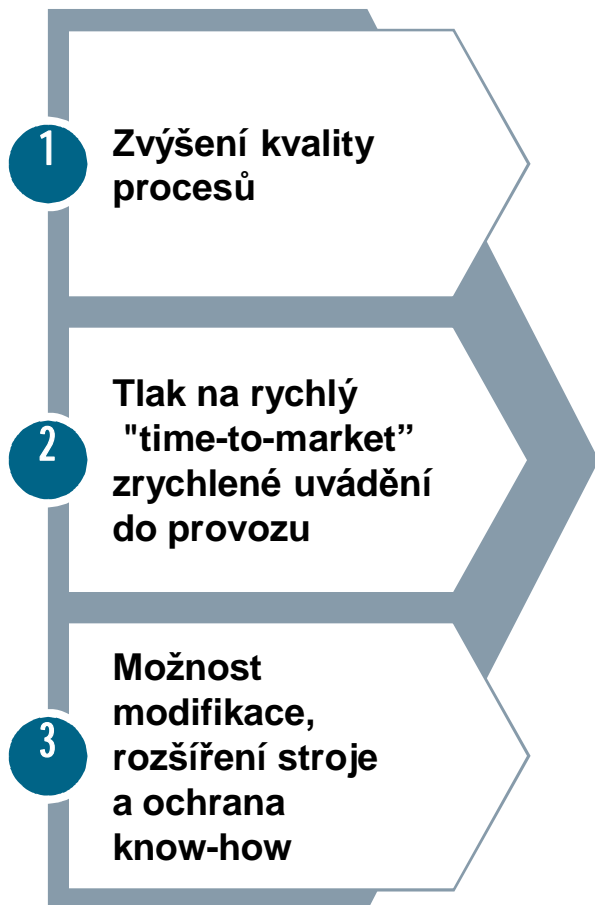 1
Zvýšení kvality
procesů
2
Tlak na rychlý
"time-to-market”
zrychlené uvádění
do provozu
3
Možnost
modifikace,
rozšíření stroje
a ochrana
know-how